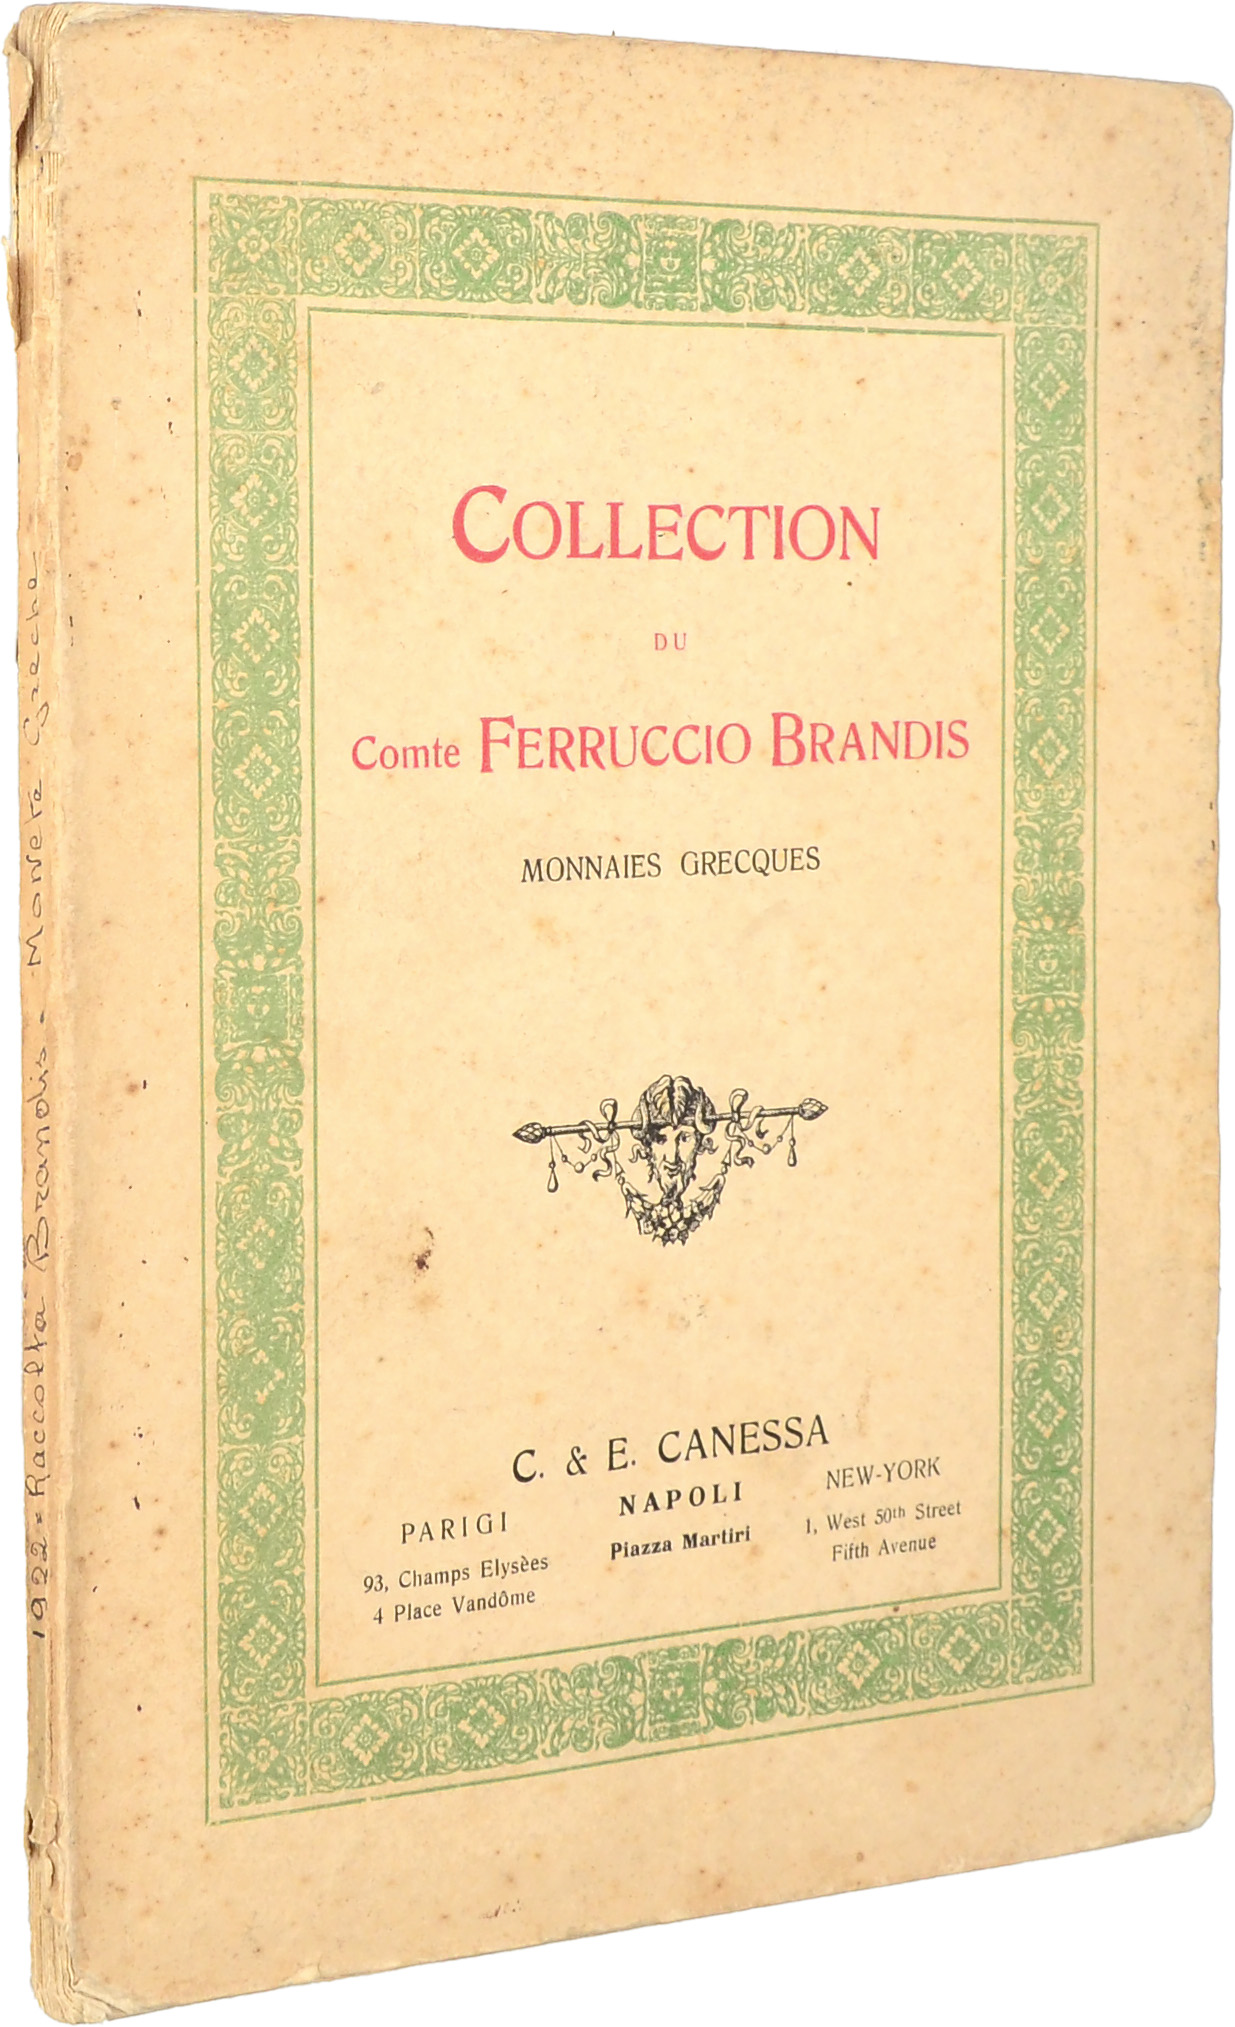 COLLECTION
DU
Comte FERRUCCIO BRANDIS
MONNAIES GRECQUES
C. & E. CANESSA
PARIGI
93, Champs Elysèes
4 Place Vandôme
NAPOLI
Piazza Martiri
NEW-YORK
1, West 50th Street
Fifth Avenue
1922 = Raccolta Brandis - Monete Greche